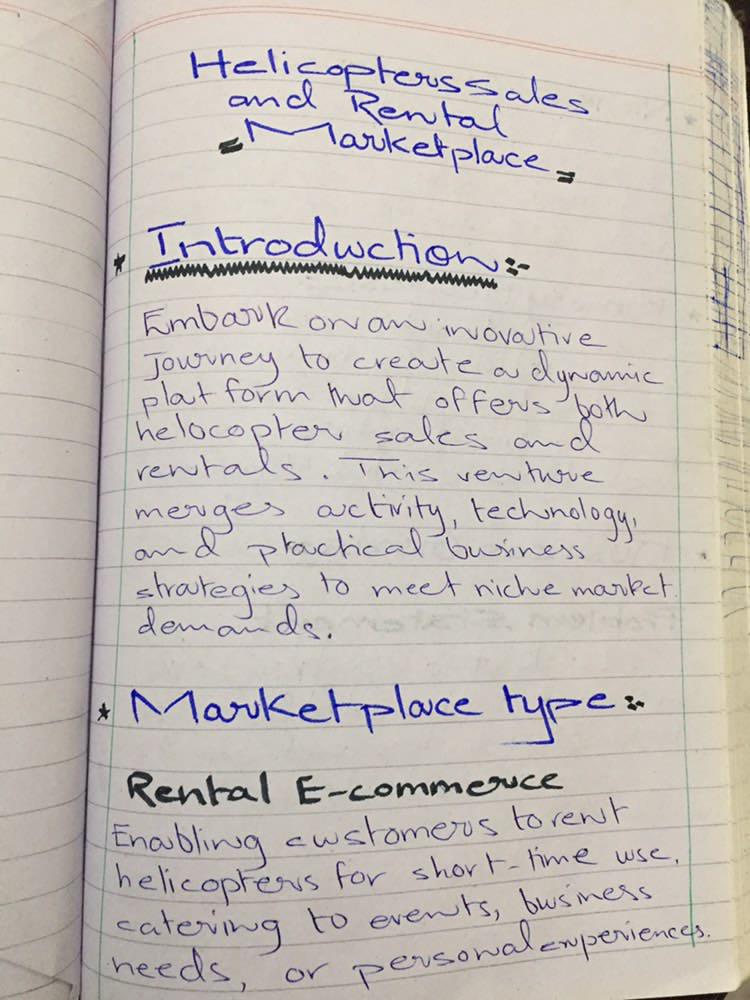 Helicopters sales
and Rental
= Marketplace =
* Introduction :-
Embark on an inovative
journey to create a dynamic
plat form that offers both
helocopter sales and
rentals. This venture
merges activity, technology,
and practical business
strategies to meet niche market
demands.
* Marketplace type :-
Rental E-commerce
Enabling customers to rent
helicopters for short-time use,
catering to events, business
needs, or personal experiences.